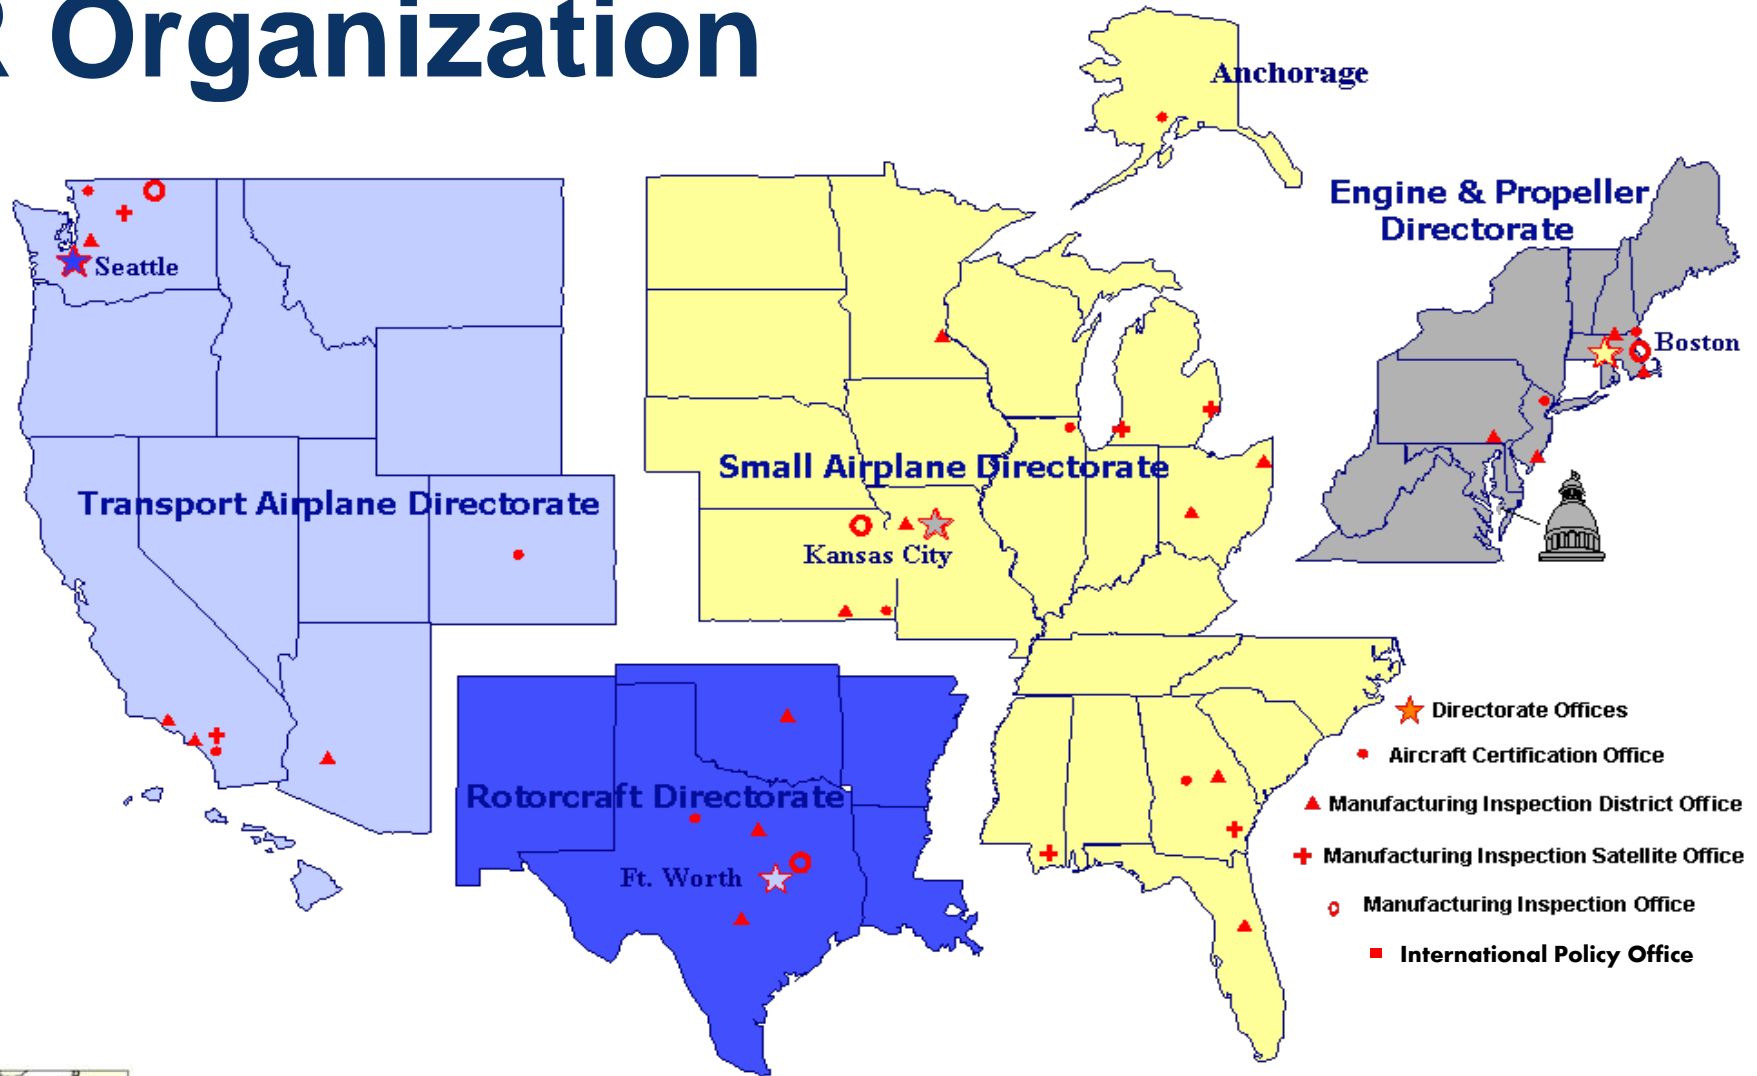 R Organization
Anchorage
Engine & Propeller
Directorate
Seattle
Boston
Small Airplane Directorate
Transport Airplane Directorate
Kansas City
Directorate Offices
Aircraft Certification Office
Rotorcraft Directorate
Manufacturing Inspection District Office
Manufacturing Inspection Satellite Office
Ft. Worth
Manufacturing Inspection Office
International Policy Office